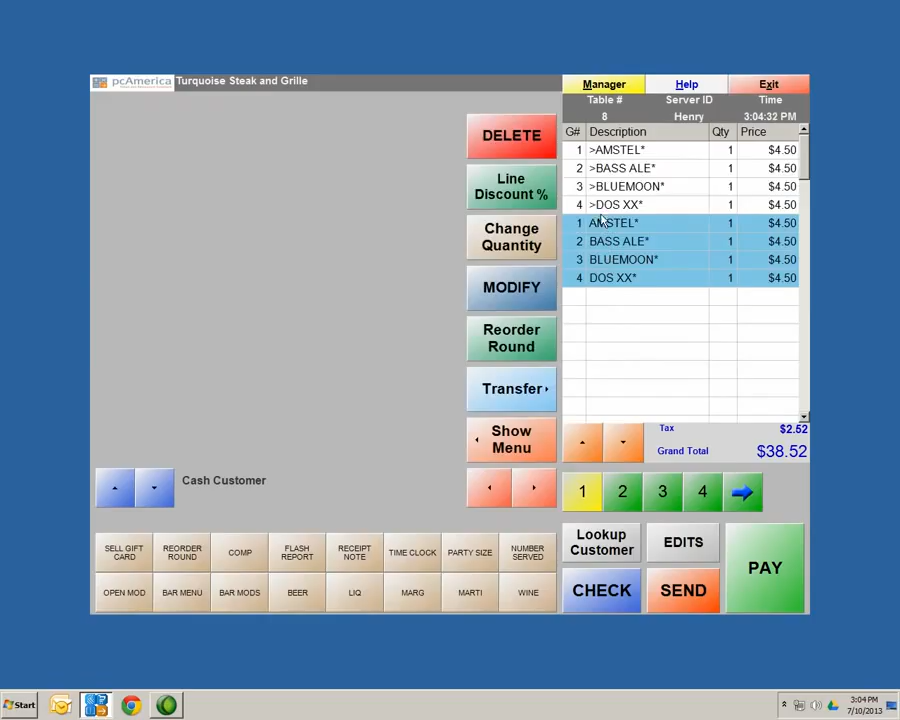 pcAmerica
Turquoise Steak and Grille
Manager
Help
Exit
Table #
Server ID
Time
8
Henry
3:04:32 PM
G# Description Qty Price
1 >AMSTEL* 1 $4.50
2 >BASS ALE* 1 $4.50
3 >BLUEMOON* 1 $4.50
4 >DOS XX* 1 $4.50
1 AMSTEL* 1 $4.50
2 BASS ALE* 1 $4.50
3 BLUEMOON* 1 $4.50
4 DOS XX* 1 $4.50
DELETE
Line
Discount %
Change
Quantity
MODIFY
Reorder
Round
Transfer
Show
Menu
Tax $2.52
Grand Total $38.52
Cash Customer
1
2
3
4
SELL GIFT
CARD
REORDER
ROUND
COMP
FLASH
REPORT
RECEIPT
NOTE
TIME CLOCK
PARTY SIZE
NUMBER
SERVED
OPEN MOD
BAR MENU
BAR MODS
BEER
LIQ
MARG
MARTI
WINE
Lookup
Customer
EDITS
PAY
CHECK
SEND
Start
3:04 PM
7/10/2013